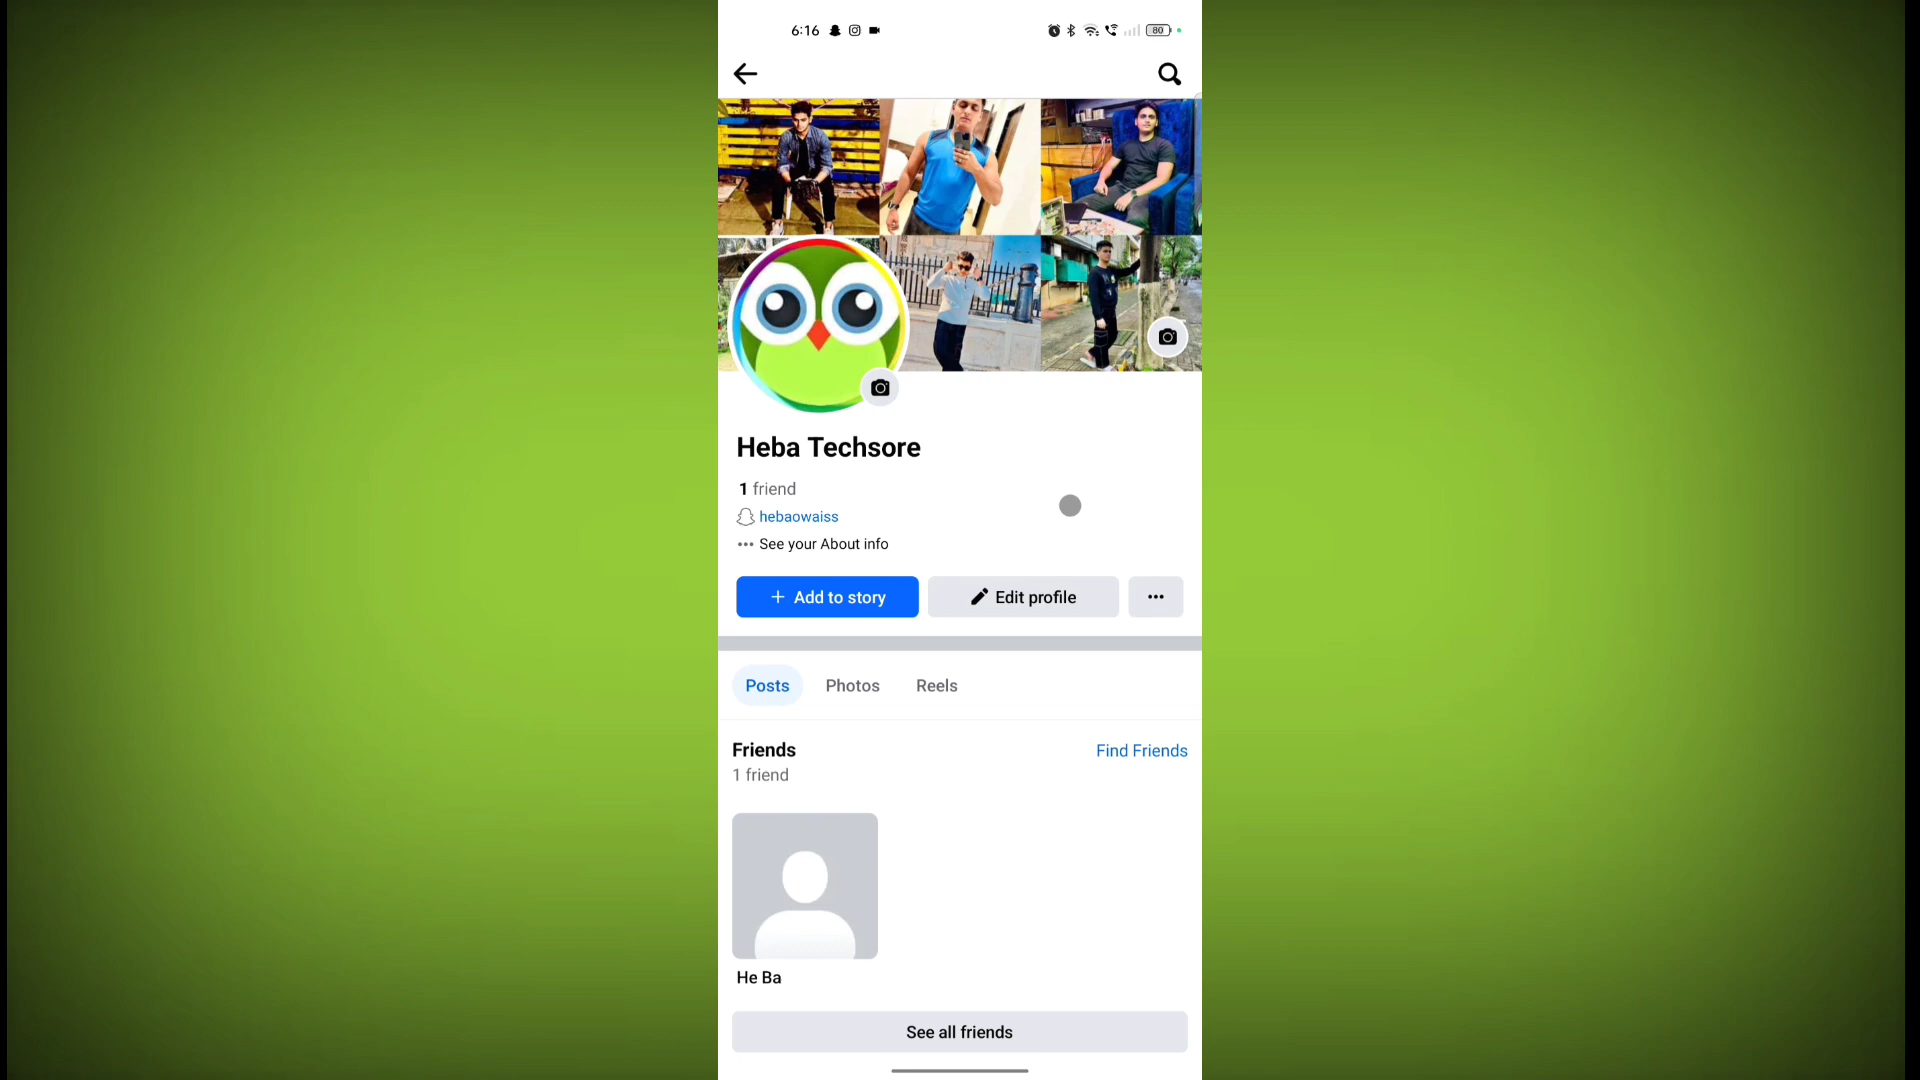 6:16
80
Heba Techsore
1 friend
hebaowaiss
See your About info
Add to story
Edit profile
Posts
Photos
Reels
Friends
Find Friends
1 friend
He Ba
See all friends